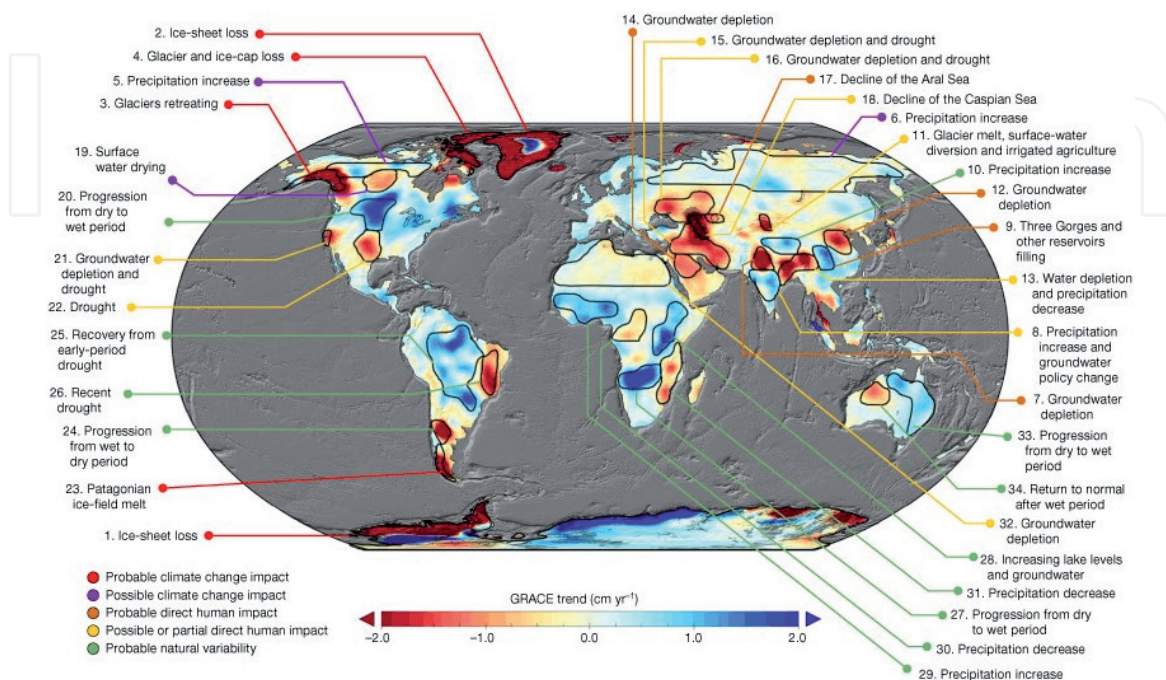 2. Ice-sheet loss
4. Glacier and ice-cap loss
5. Precipitation increase
3. Glaciers retreating
19. Surface
water drying
20. Progression
from dry to
wet period
21. Groundwater
depletion and
drought
22. Drought
25. Recovery from
early-period
drought
26. Recent
drought
24. Progression
from wet to
dry period
23. Patagonian
ice-field melt
1. Ice-sheet loss
14. Groundwater depletion
15. Groundwater depletion and drought
16. Groundwater depletion and drought
17. Decline of the Aral Sea
18. Decline of the Caspian Sea
6. Precipitation increase
11. Glacier melt, surface-water
diversion and irrigated agriculture
10. Precipitation increase
12. Groundwater
depletion
9. Three Gorges and
other reservoirs
filling
13. Water depletion
and precipitation
decrease
8. Precipitation
increase and
groundwater
policy change
7. Groundwater
depletion
33. Progression
from dry to wet
period
34. Return to normal
after wet period
32. Groundwater
depletion
28. Increasing lake levels
and groundwater
31. Precipitation decrease
27. Progression from dry
to wet period
30. Precipitation decrease
29. Precipitation increase
Probable climate change impact
Possible climate change impact
Probable direct human impact
Possible or partial direct human impact
Probable natural variability
GRACE trend (cm yr⁻¹)
−2.0 −1.0 0.0 1.0 2.0